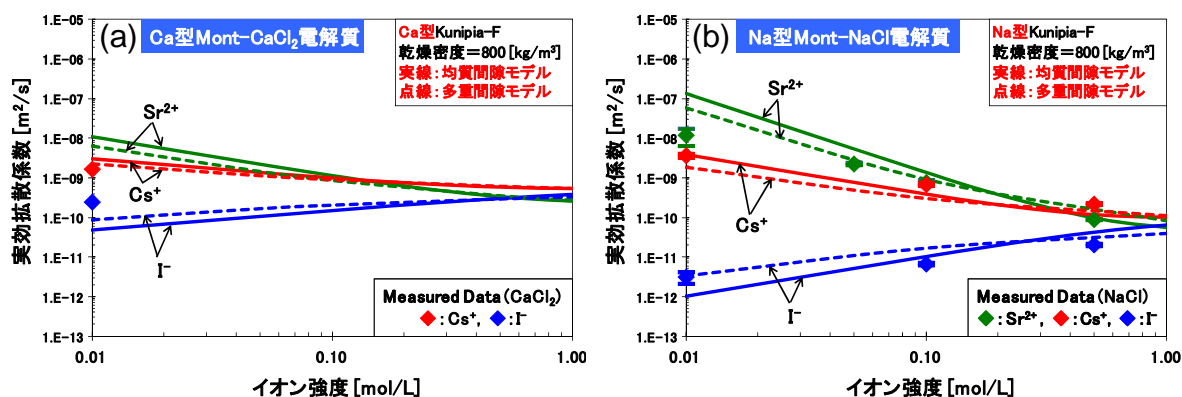 (a)
Ca型Mont-CaCl₂電解質
Ca型Kunipia-F
乾燥密度=800 [kg/m³]
実線:均質間隙モデル
点線:多重間隙モデル
実効拡散係数 [m²/s]
1.E-05
1.E-06
1.E-07
1.E-08
1.E-09
1.E-10
1.E-11
1.E-12
1.E-13
Sr²⁺
Cs⁺
I⁻
Measured Data (CaCl₂)
◆:Cs⁺, ◆:I⁻
0.01
0.10
1.00
イオン強度 [mol/L]
(b)
Na型Mont-NaCl電解質
Na型Kunipia-F
乾燥密度=800 [kg/m³]
実線:均質間隙モデル
点線:多重間隙モデル
実効拡散係数 [m²/s]
1.E-05
1.E-06
1.E-07
1.E-08
1.E-09
1.E-10
1.E-11
1.E-12
1.E-13
Sr²⁺
Cs⁺
I⁻
Measured Data (NaCl)
◆:Sr²⁺, ◆:Cs⁺, ◆:I⁻
0.01
0.10
1.00
イオン強度 [mol/L]